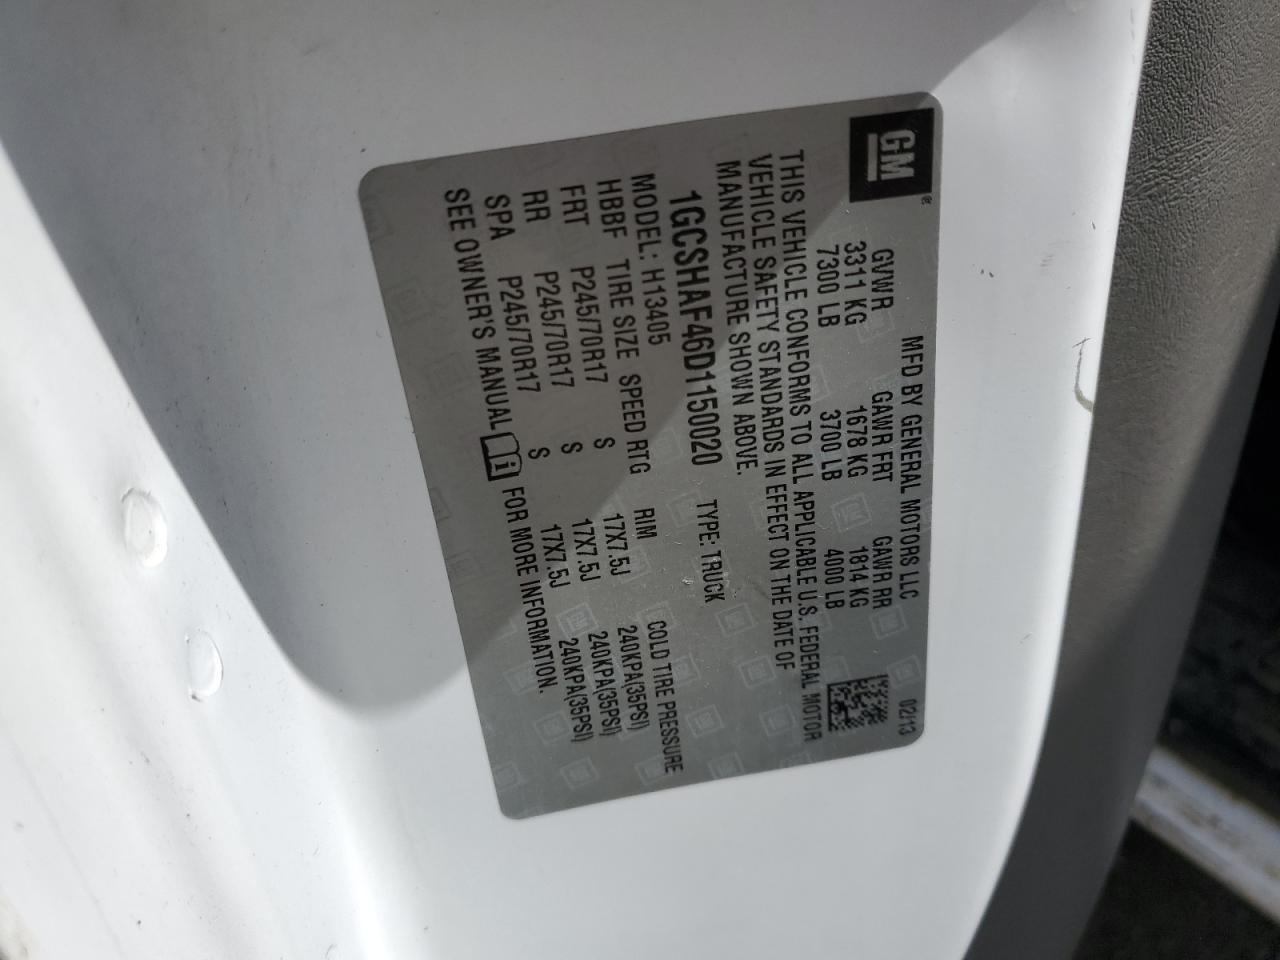 GM ®
MFD BY GENERAL MOTORS LLC 02/13
GVWR GAWR FRT GAWR RR
3311 KG 1678 KG 1814 KG
7300 LB 3700 LB 4000 LB
THIS VEHICLE CONFORMS TO ALL APPLICABLE U.S. FEDERAL MOTOR
VEHICLE SAFETY STANDARDS IN EFFECT ON THE DATE OF
MANUFACTURE SHOWN ABOVE.
1GCSHAF46D1150020 TYPE: TRUCK
MODEL: H13405
HBBF TIRE SIZE SPEED RTG RIM COLD TIRE PRESSURE
FRT P245/70R17 S 17X7.5J 240KPA(35PSI)
RR P245/70R17 S 17X7.5J 240KPA(35PSI)
SPA P245/70R17 S 17X7.5J 240KPA(35PSI)
SEE OWNER'S MANUAL i FOR MORE INFORMATION.